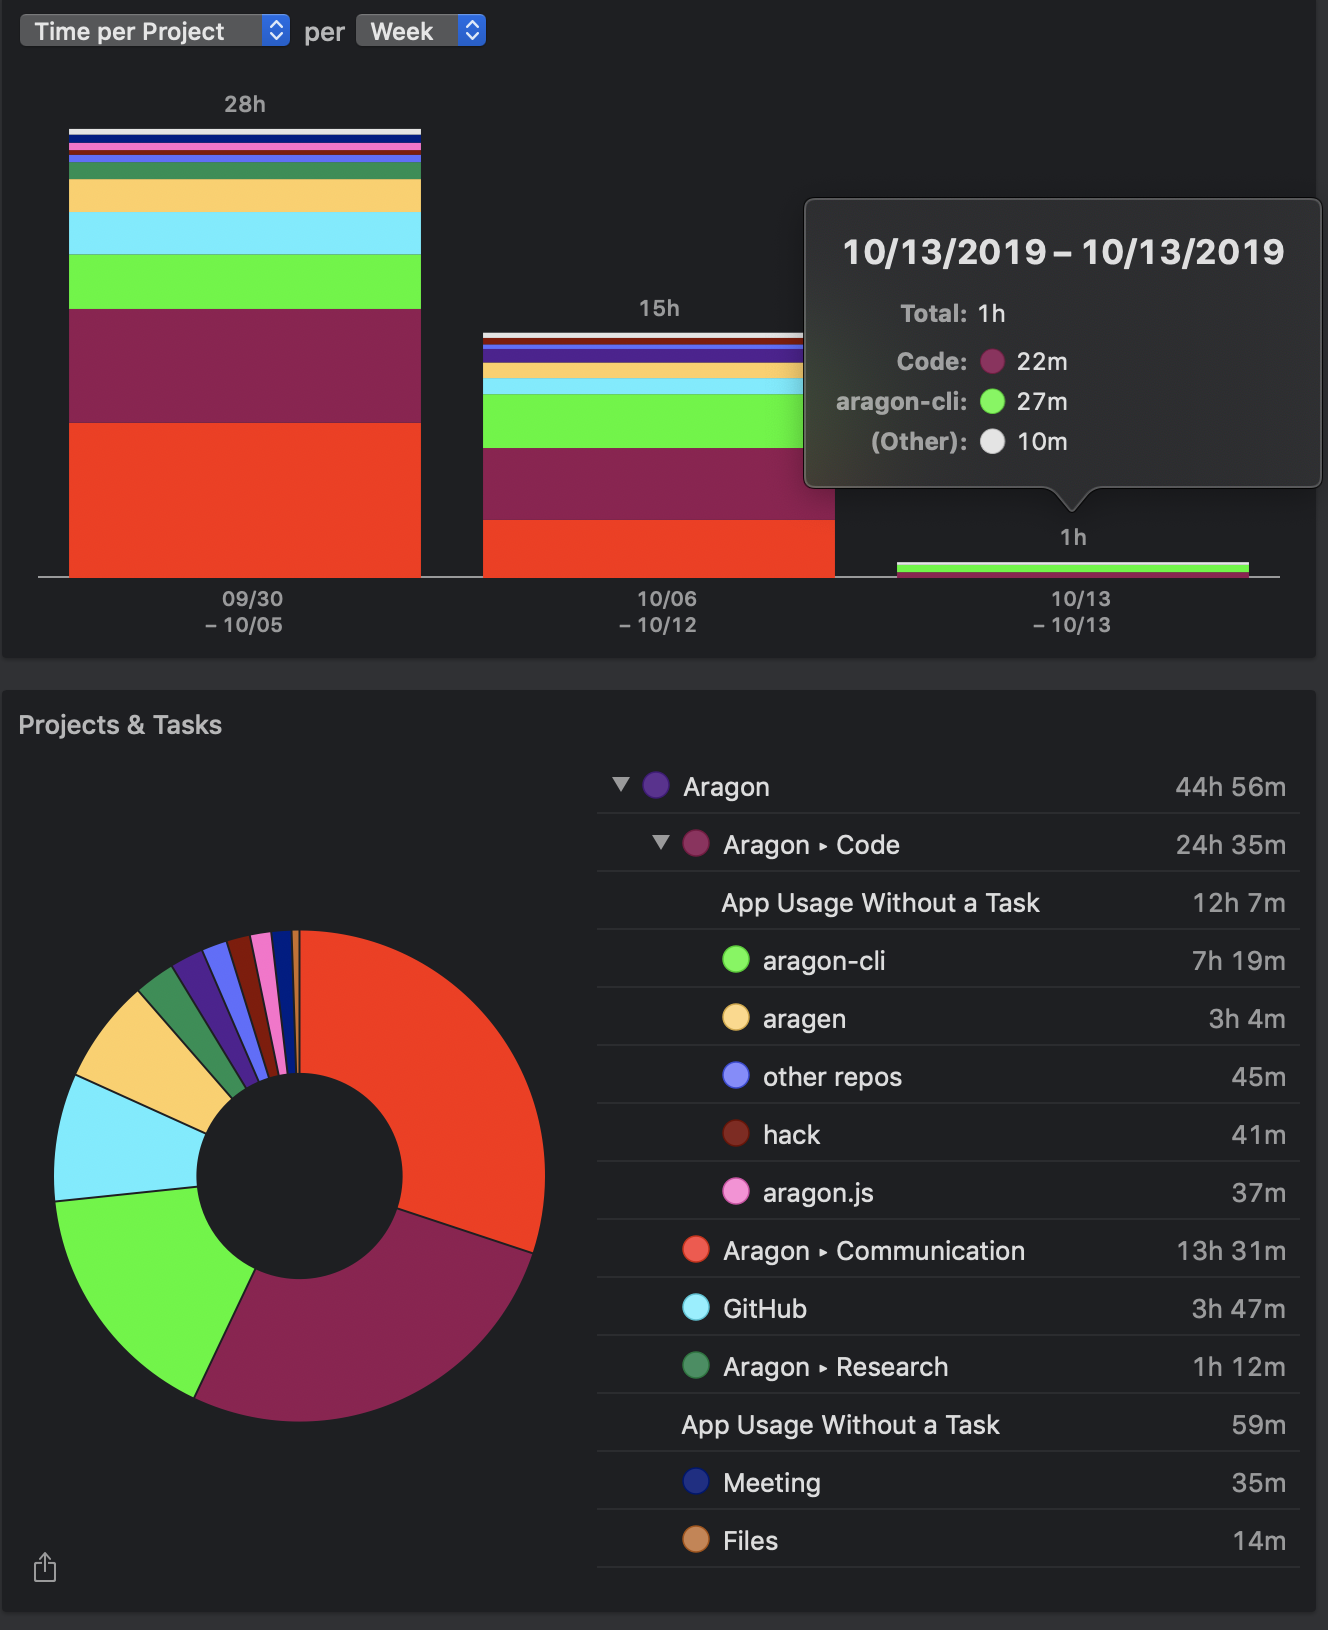 Time per Project per Week
28h
10/13/2019 – 10/13/2019
15h
Total: 1h
Code: 22m
aragon-cli: 27m
(Other): 10m
1h
09/30
– 10/05
10/06
– 10/12
10/13
– 10/13
Projects & Tasks
Aragon 44h 56m
Aragon ▸ Code 24h 35m
App Usage Without a Task 12h 7m
aragon-cli 7h 19m
aragen 3h 4m
other repos 45m
hack 41m
aragon.js 37m
Aragon ▸ Communication 13h 31m
GitHub 3h 47m
Aragon ▸ Research 1h 12m
App Usage Without a Task 59m
Meeting 35m
Files 14m